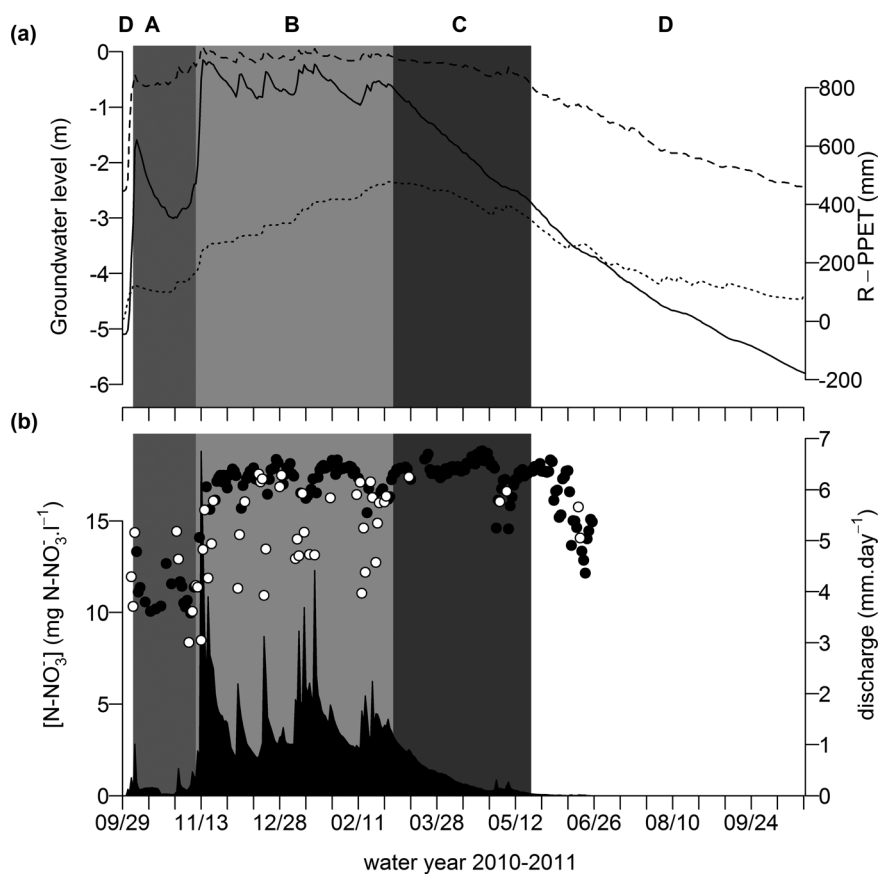 D A B C D
(a)
0
-1
-2
-3
-4
-5
-6
Groundwater level (m)
800
600
400
200
0
-200
R − PPET (mm)
(b)
15
10
5
0
[N-NO₃⁻] (mg N-NO₃⁻.l⁻¹)
7
6
5
4
3
2
1
0
discharge (mm.day⁻¹)
09/29 11/13 12/28 02/11 03/28 05/12 06/26 08/10 09/24
water year 2010-2011